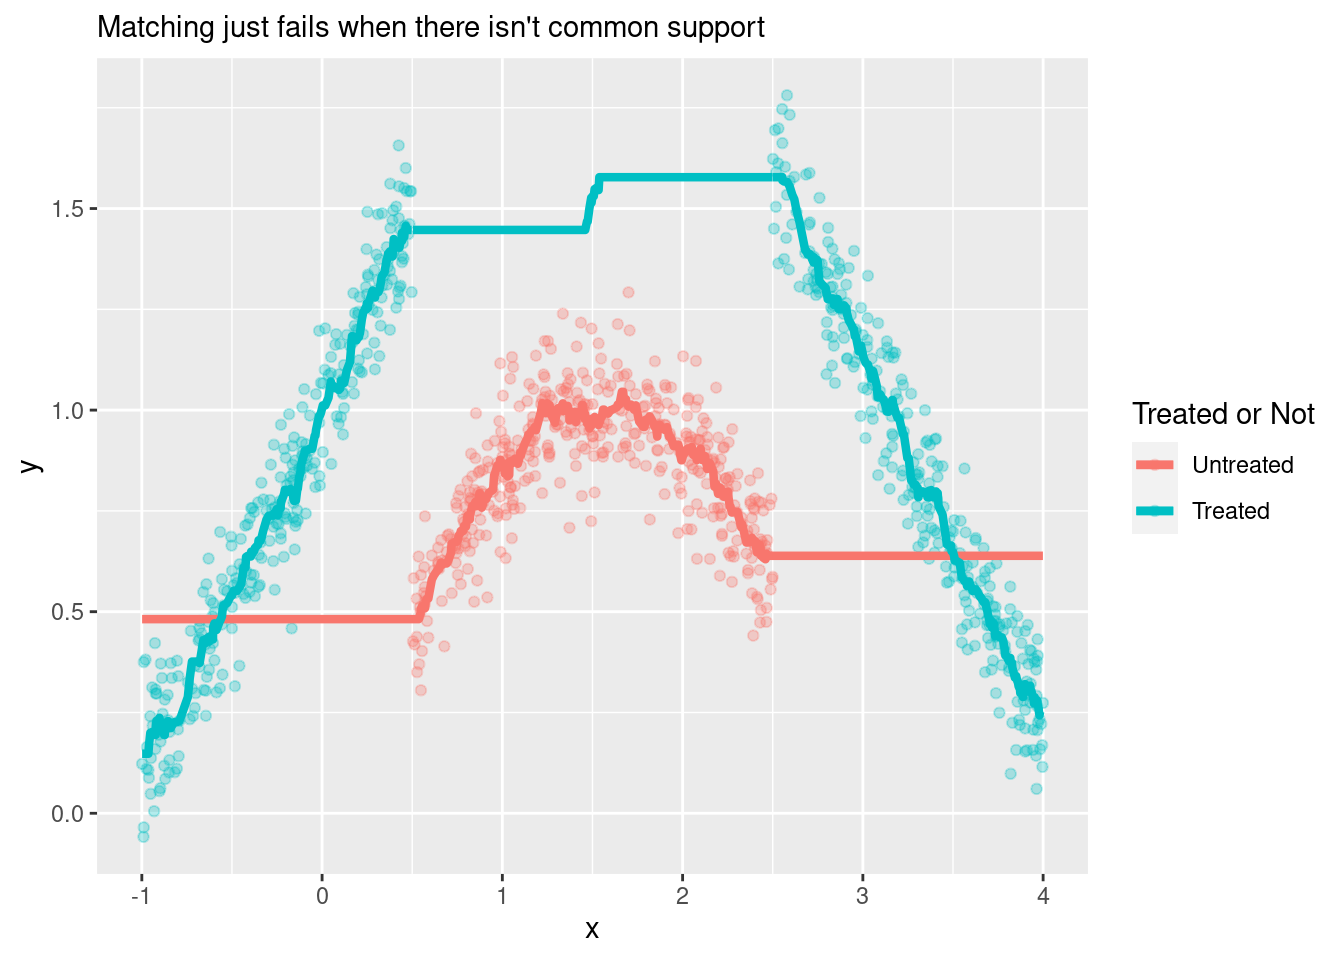 Matching just fails when there isn't common support
1.5
1.0
0.5
0.0
y
-1
0
1
2
3
4
x
Treated or Not
Untreated
Treated